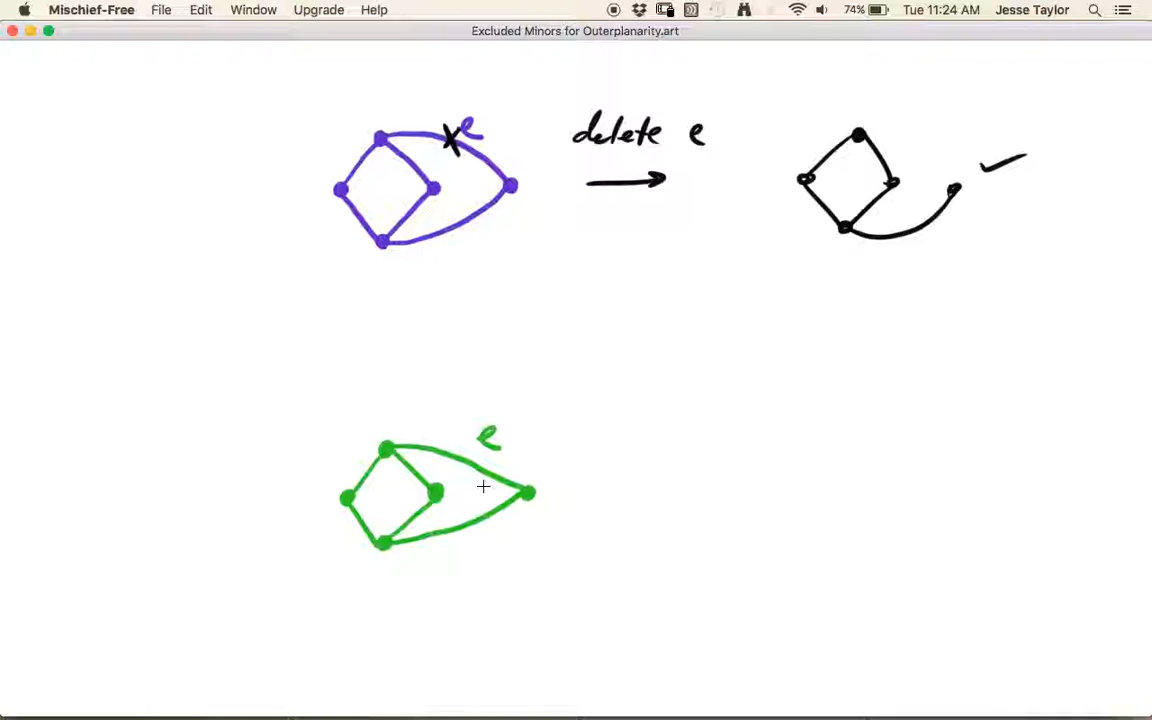 Mischief-Free File Edit Window Upgrade Help 74% Tue 11:24 AM Jesse Taylor
Excluded Minors for Outerplanarity.art
e
delete e
e